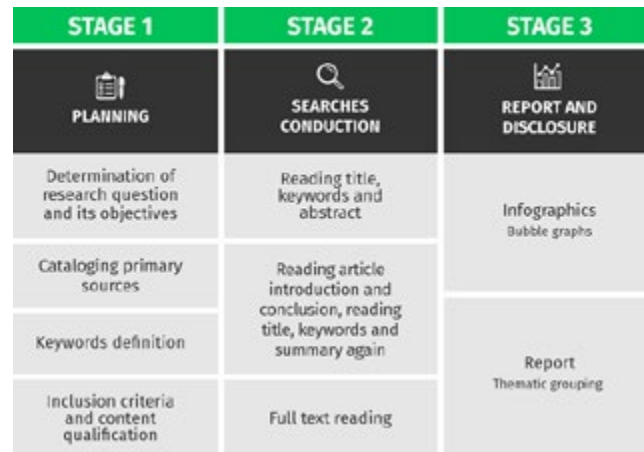 STAGE 1
PLANNING
Determination of
research question
and its objectives
Cataloging primary
sources
Keywords definition
Inclusion criteria
and content
qualification
STAGE 2
SEARCHES
CONDUCTION
Reading title,
keywords and
abstract
Reading article
introduction and
conclusion, reading
title, keywords and
summary again
Full text reading
STAGE 3
REPORT AND
DISCLOSURE
Infographics
Bubble graphs
Report
Thematic grouping